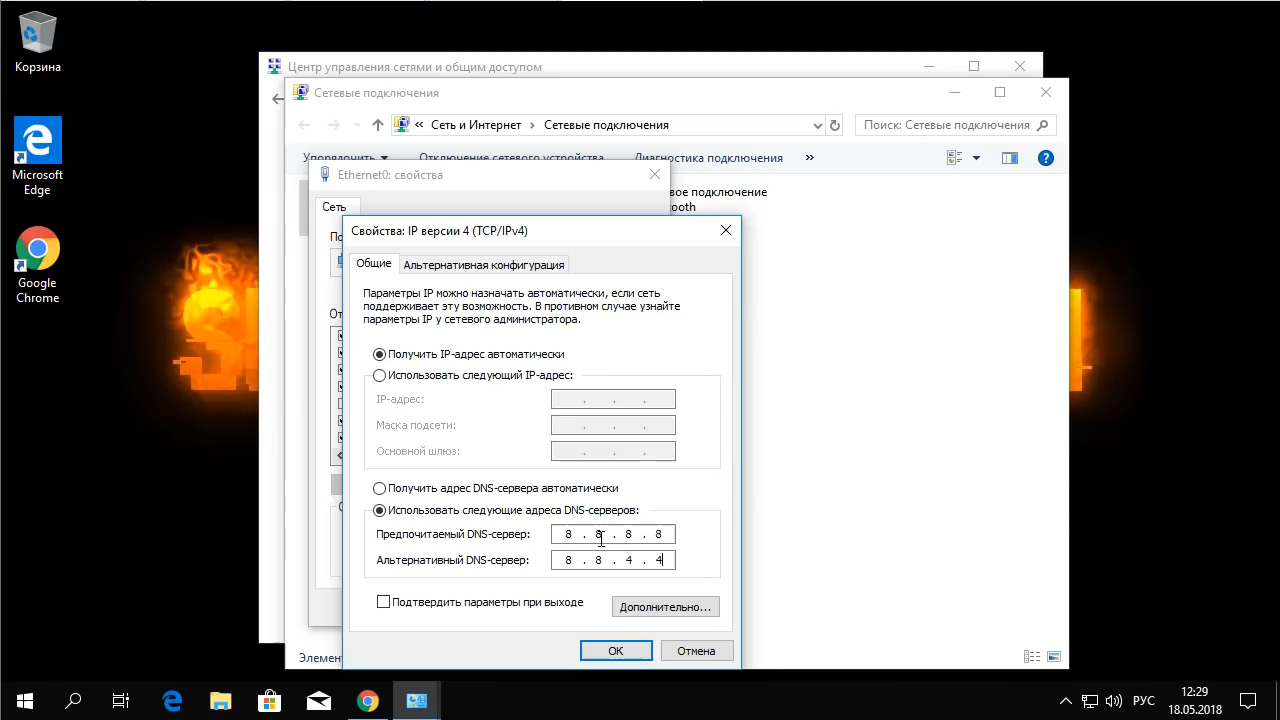 Корзина
Microsoft
Edge
Google
Chrome
Центр управления сетями и общим доступом
Сетевые подключения
« Сеть и Интернет › Сетевые подключения
Поиск: Сетевые подключения
Упорядочить
Отключение сетевого устройства
Диагностика подключения
»
Ethernet0: свойства
Сеть
вое подключение
ooth
Свойства: IP версии 4 (TCP/IPv4)
Общие
Альтернативная конфигурация
Параметры IP можно назначать автоматически, если сеть
поддерживает эту возможность. В противном случае узнайте
параметры IP у сетевого администратора.
Получить IP-адрес автоматически
Использовать следующий IP-адрес:
IP-адрес:
Маска подсети:
Основной шлюз:
Получить адрес DNS-сервера автоматически
Использовать следующие адреса DNS-серверов:
Предпочитаемый DNS-сервер: 8 . 8 . 8 . 8
Альтернативный DNS-сервер: 8 . 8 . 4 . 4
Подтвердить параметры при выходе
Дополнительно...
OK
Отмена
Элемен
РУС
12:29
18.05.2018